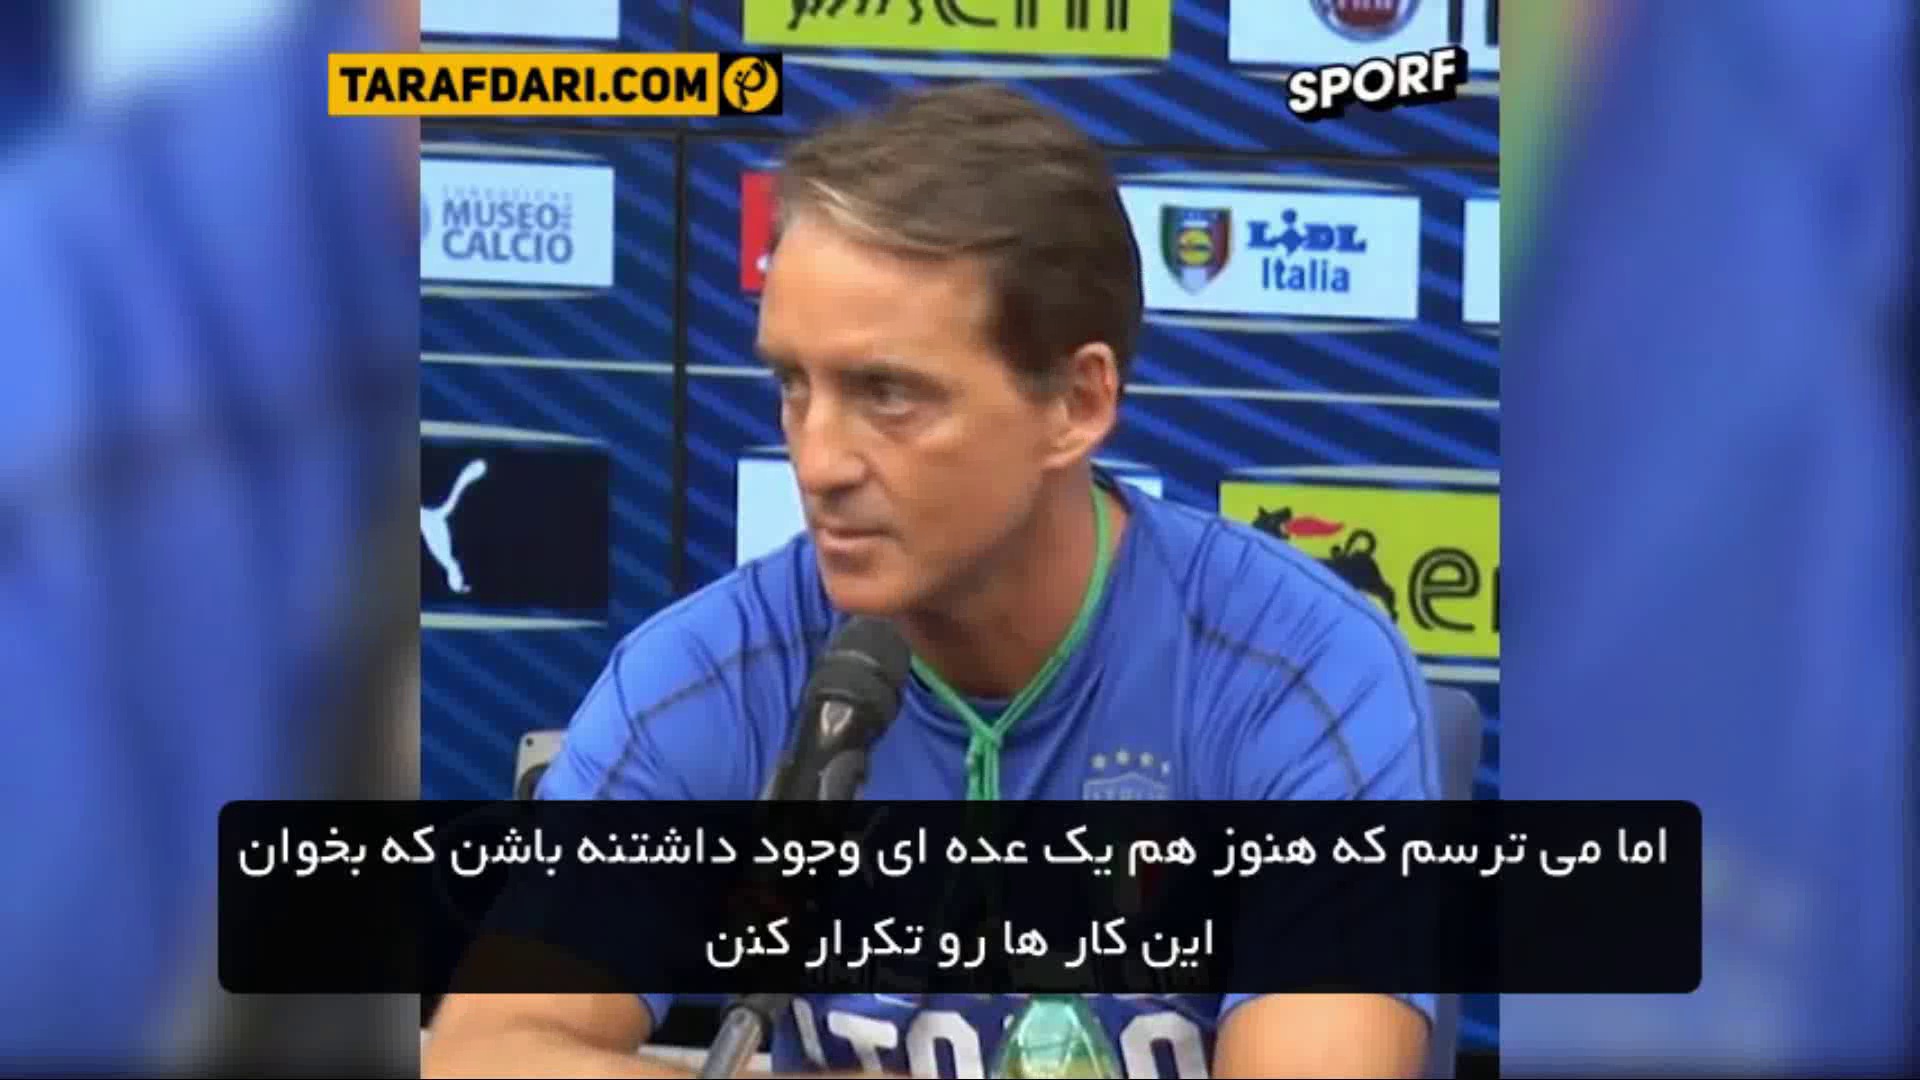 TARAFDARI.COM
SPORF
MUSEO
CALCIO
LIDL
Italia
اما می ترسم که هنوز هم یک عده ای وجود داشتنه باشن که بخوان
این کار ها رو تکرار کنن